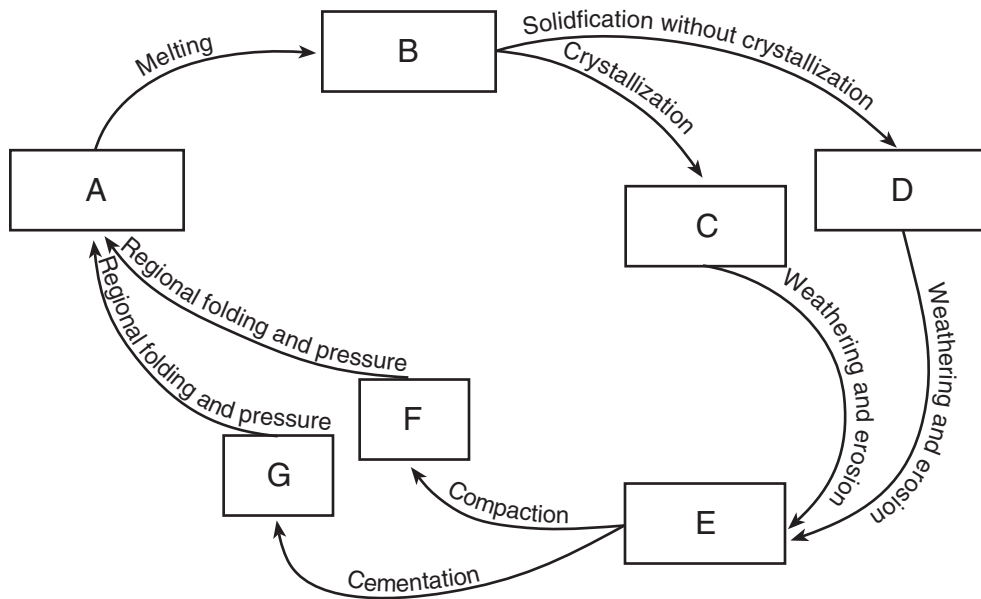 Melting
B
Solidfication without crystallization
Crystallization
A
C
D
Regional folding and pressure
Regional folding and pressure
Weathering and erosion
Weathering and erosion
F
G
Compaction
E
Cementation